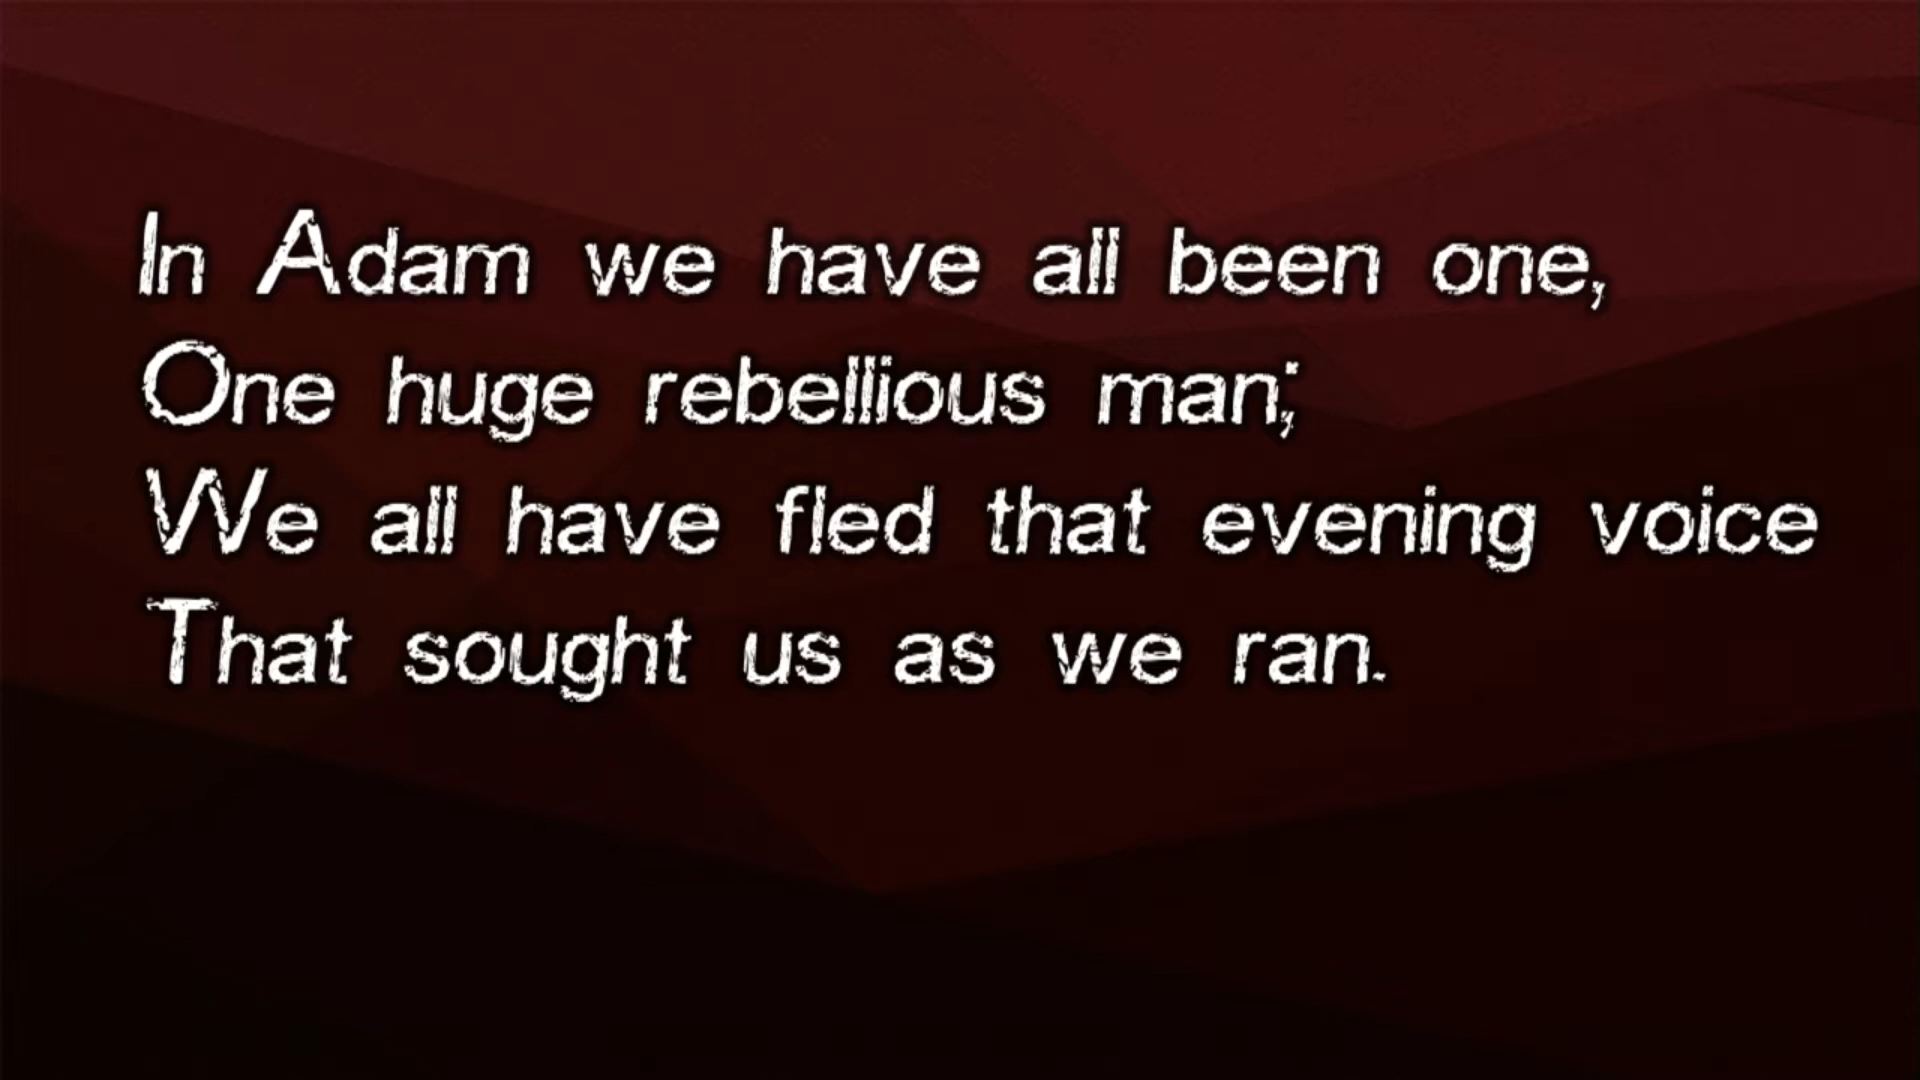 In Adam we have all been one,
One huge rebellious man;
We all have fled that evening voice
That sought us as we ran.